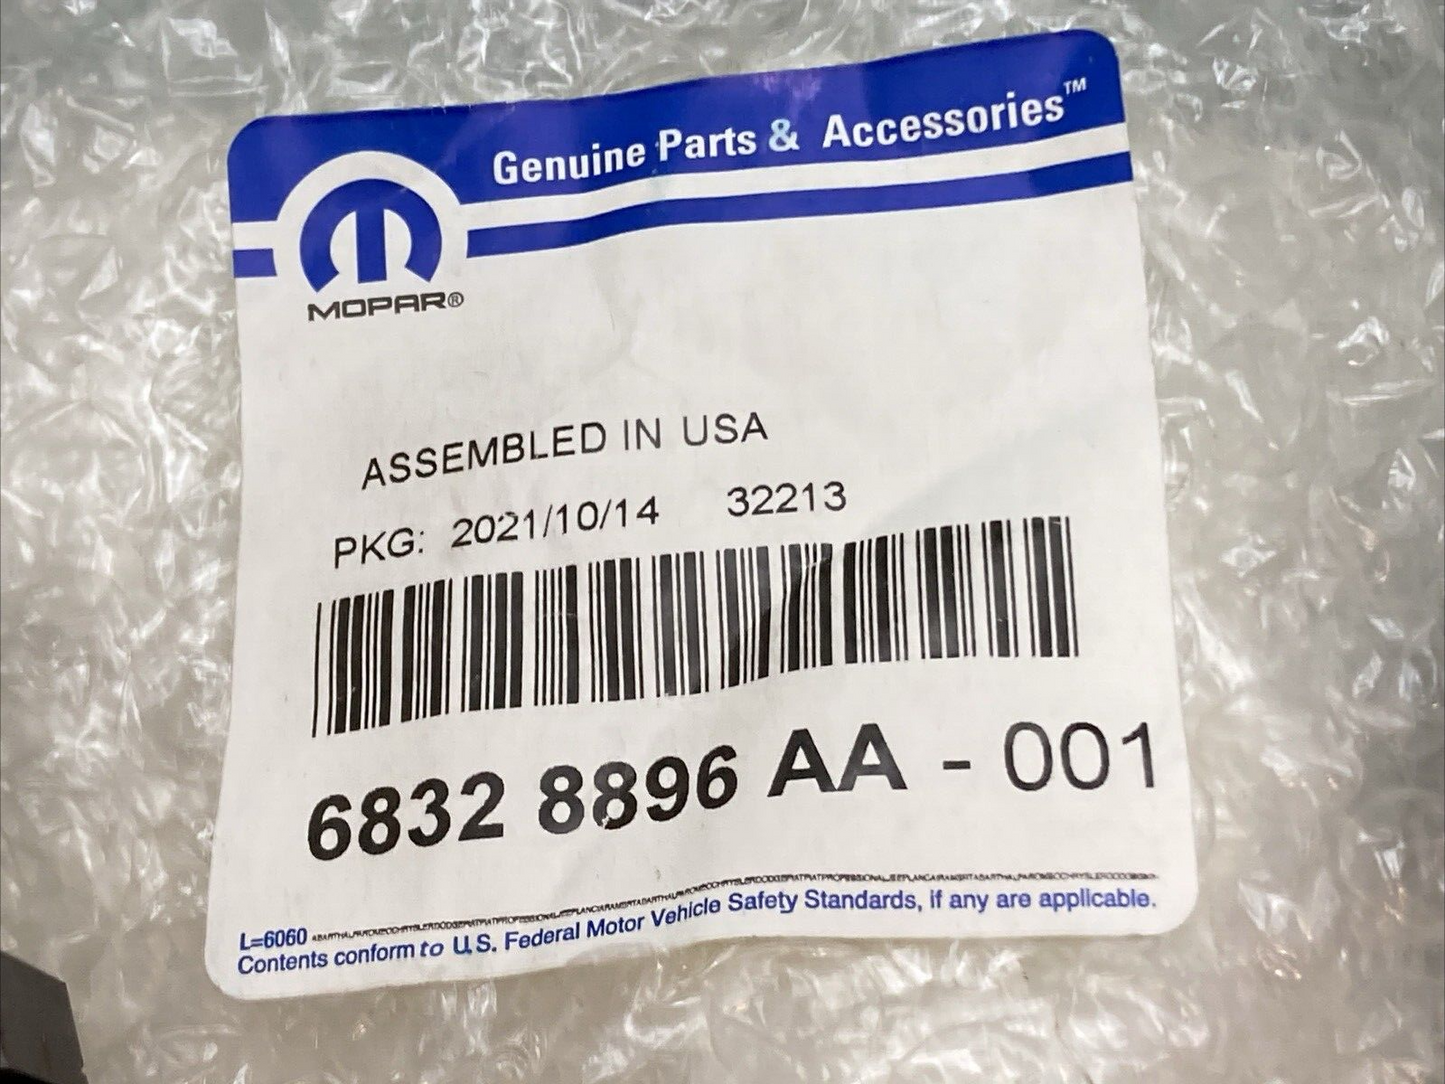 Genuine Parts & Accessories™
MOPAR®
ASSEMBLED IN USA
PKG: 2021/10/14 32213
6832 8896 AA - 001
L=6060
Contents conform to U.S. Federal Motor Vehicle Safety Standards, if any are applicable.